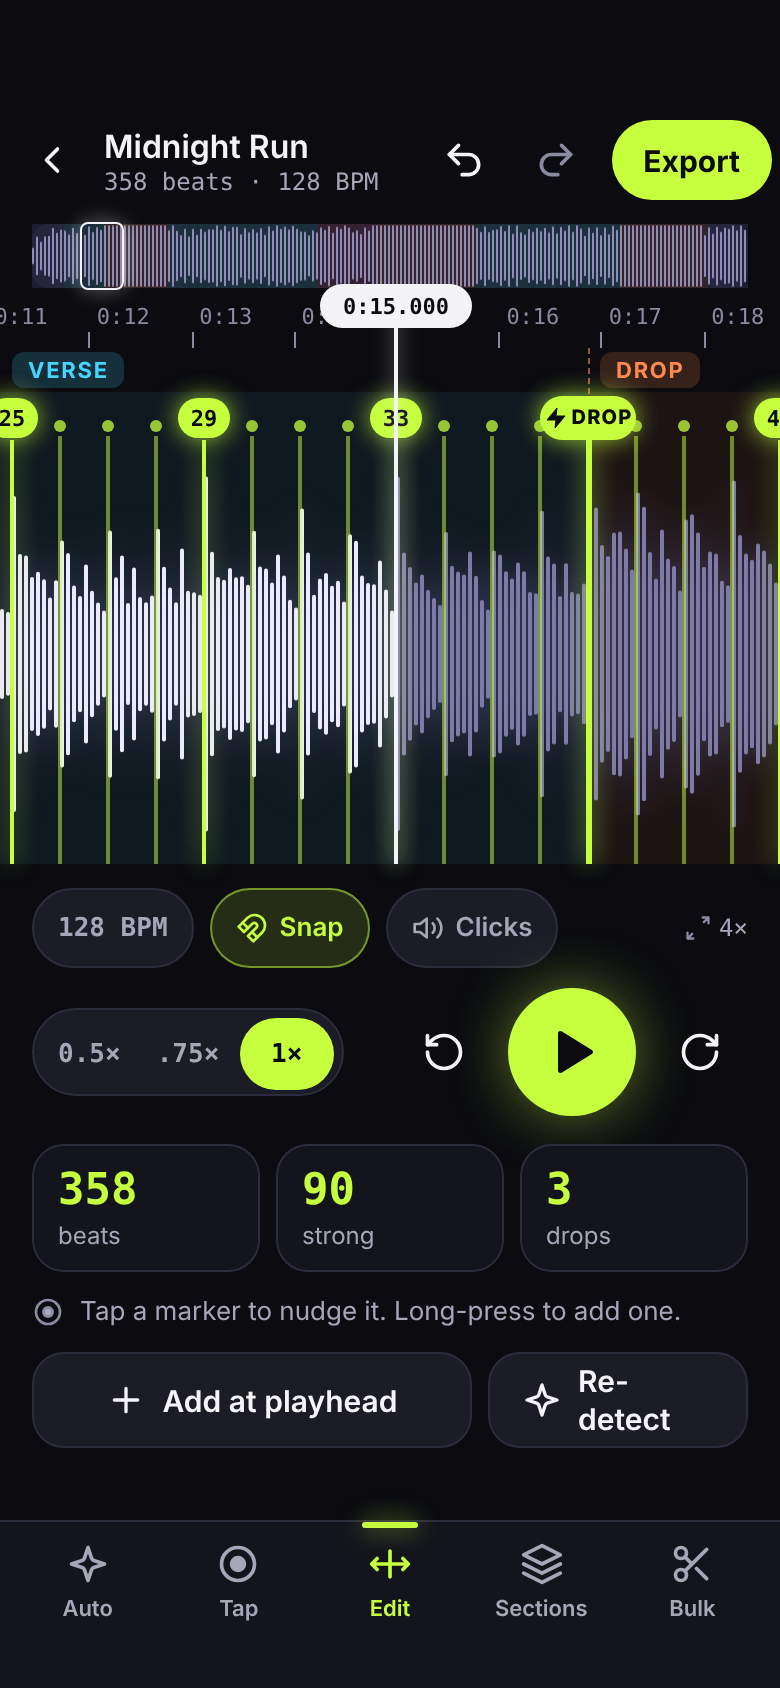 Midnight Run
358 beats · 128 BPM
Export
0:11 0:12 0:13 0: 0:15.000 0:16 0:17 0:18
VERSE DROP
25 29 33 DROP 4
128 BPM Snap Clicks 4×
0.5× .75× 1×
358 90 3
beats strong drops
Tap a marker to nudge it. Long-press to add one.
Add at playhead
Re-
detect
Auto Tap Edit Sections Bulk